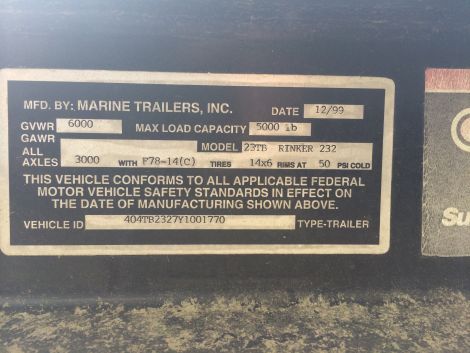 MFD. BY: MARINE TRAILERS, INC. DATE 12/99
GVWR 6000 MAX LOAD CAPACITY 5000 lb
GAWR MODEL 23TB RINKER 232
ALL
AXLES 3000 WITH F78-14(C) TIRES 14x6 RIMS AT 50 PSI COLD
THIS VEHICLE CONFORMS TO ALL APPLICABLE FEDERAL
MOTOR VEHICLE SAFETY STANDARDS IN EFFECT ON
THE DATE OF MANUFACTURING SHOWN ABOVE.
VEHICLE ID 404TB2327Y1001770 TYPE-TRAILER